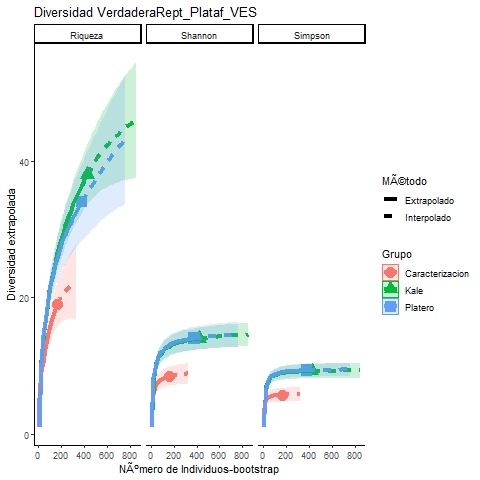 Diversidad VerdaderaRept_Plataf_VES
Riqueza
Shannon
Simpson
Diversidad extrapolada
40
20
0
0 200 400 600 800
0 200 400 600 800
0 200 400 600 800
NÃºmero de Individuos-bootstrap
MÃ©todo
Extrapolado
Interpolado
Grupo
Caracterizacion
Kale
Platero